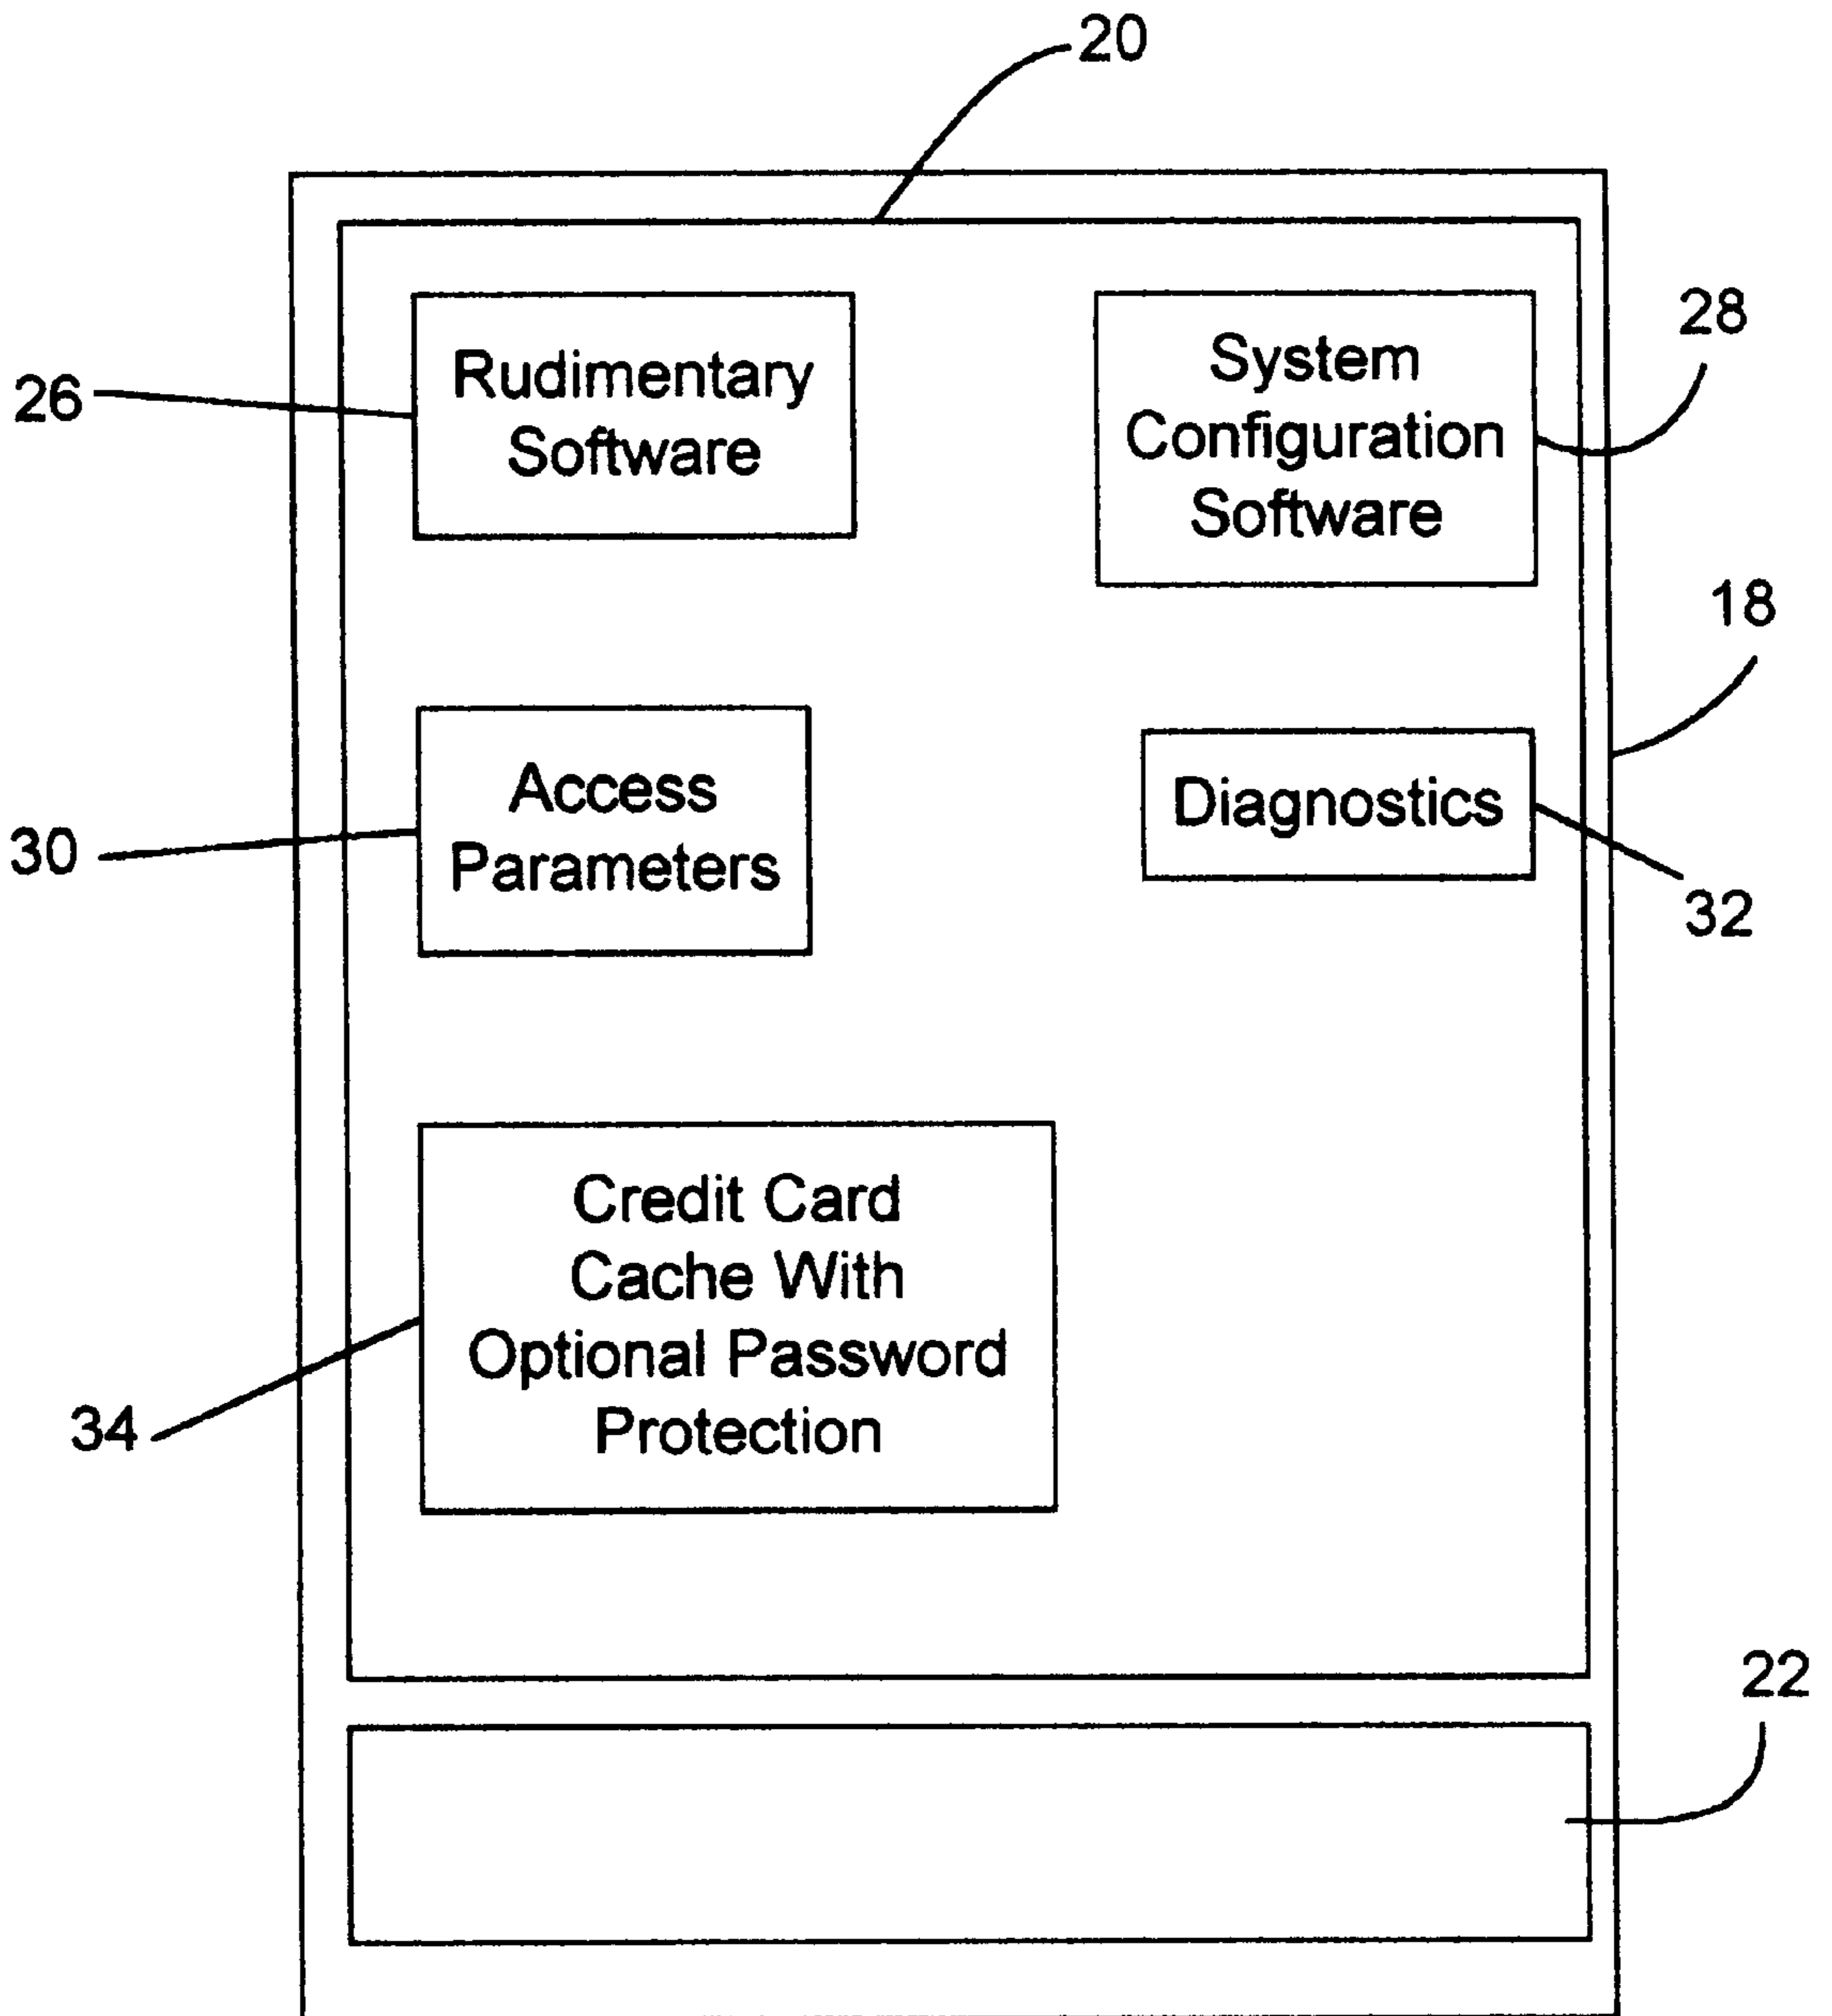 20
Rudimentary
Software
26
System
Configuration
Software
28
18
Access
Parameters
30
Diagnostics
32
Credit Card
Cache With
Optional Password
Protection
34
22